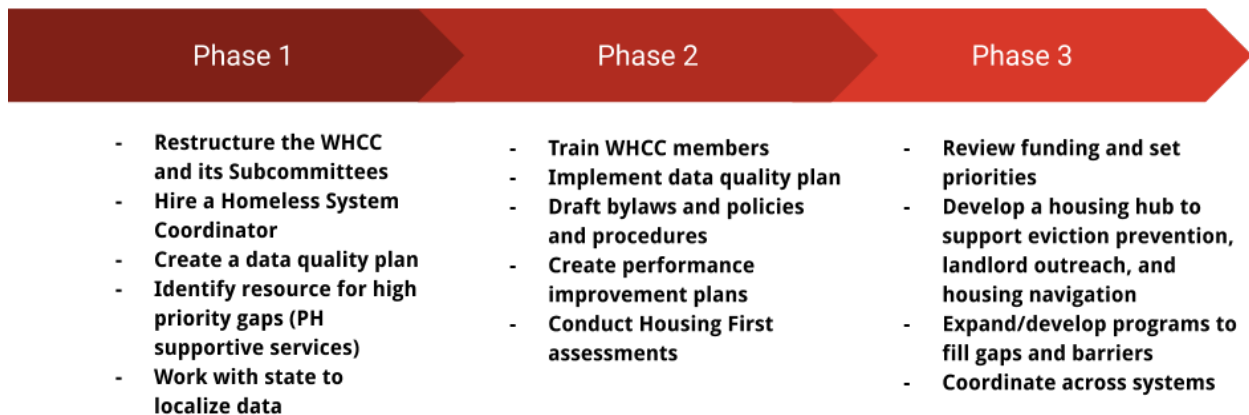 Phase 1
Phase 2
Phase 3
- Restructure the WHCC
and its Subcommittees
- Hire a Homeless System
Coordinator
- Create a data quality plan
- Identify resource for high
priority gaps (PH
supportive services)
- Work with state to
localize data
- Train WHCC members
- Implement data quality plan
- Draft bylaws and policies
and procedures
- Create performance
improvement plans
- Conduct Housing First
assessments
- Review funding and set
priorities
- Develop a housing hub to
support eviction prevention,
landlord outreach, and
housing navigation
- Expand/develop programs to
fill gaps and barriers
- Coordinate across systems